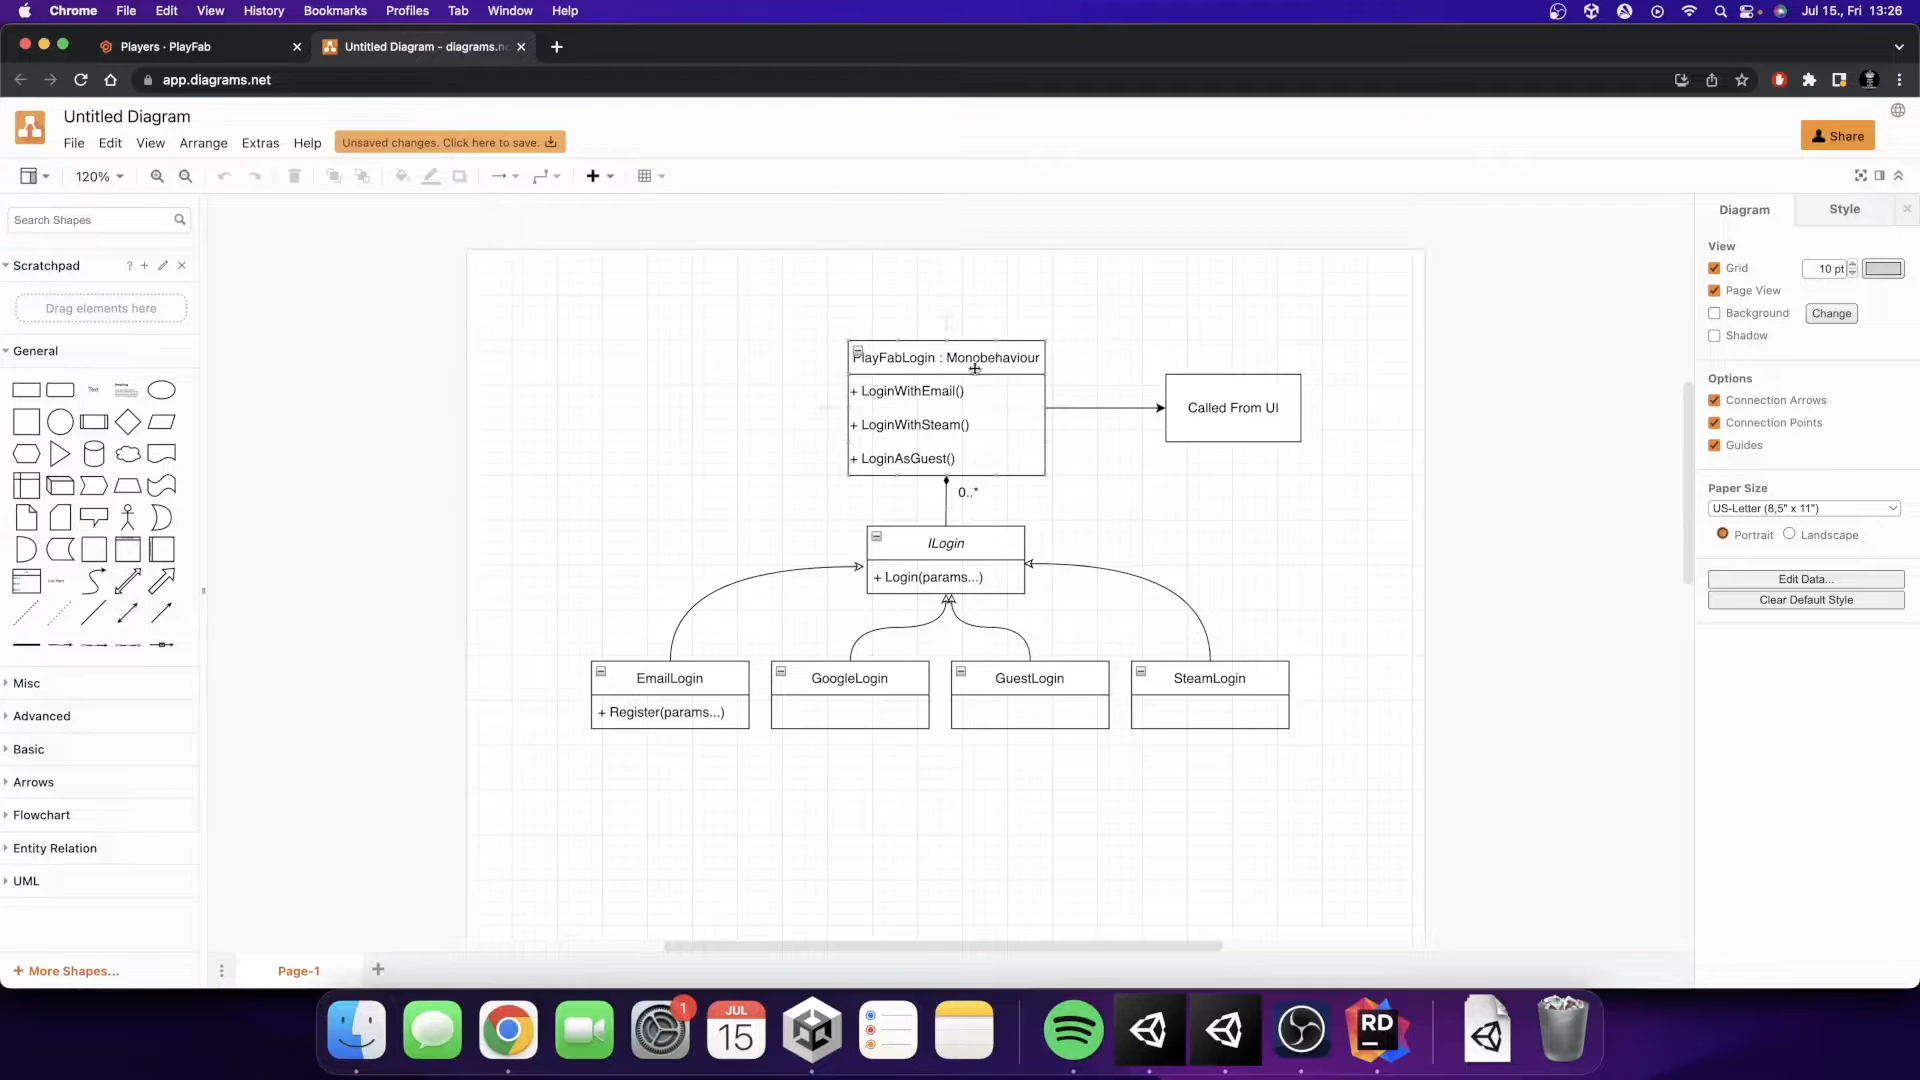 Chrome File Edit View History Bookmarks Profiles Tab Window Help Jul 15., Fri 13:26
Players · PlayFab Untitled Diagram - diagrams.n
app.diagrams.net
Untitled Diagram
File Edit View Arrange Extras Help Unsaved changes. Click here to save.
Share
120%
Search Shapes
Scratchpad ?
Drag elements here
General
Text
Heading
List Item
Misc
Advanced
Basic
Arrows
Flowchart
Entity Relation
UML
+ More Shapes...
PlayFabLogin : Monobehaviour
+ LoginWithEmail()
+ LoginWithSteam()
+ LoginAsGuest()
Called From UI
0..*
ILogin
+ Login(params...)
EmailLogin
+ Register(params...)
GoogleLogin
GuestLogin
SteamLogin
Diagram Style
View
Grid 10 pt
Page View
Background Change
Shadow
Options
Connection Arrows
Connection Points
Guides
Paper Size
US-Letter (8,5" x 11")
Portrait Landscape
Edit Data...
Clear Default Style
Page-1
1
JUL
15
RD